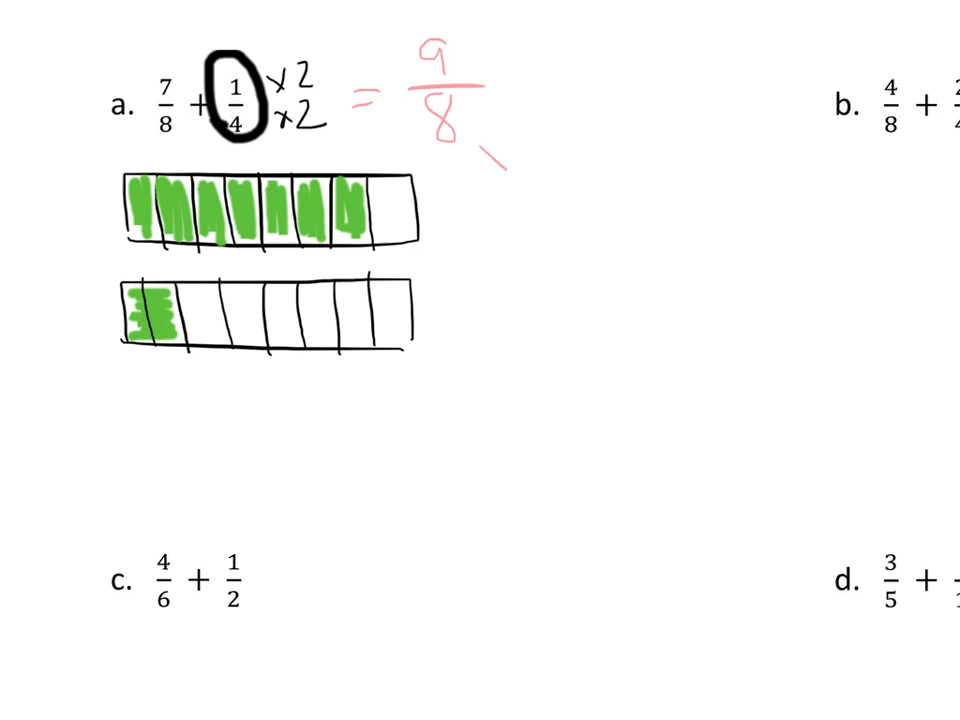 a. 7/8 + 1/4 ×2 ×2 = 9/8
b. 4/8 +
c. 4/6 + 1/2
d. 3/5 +